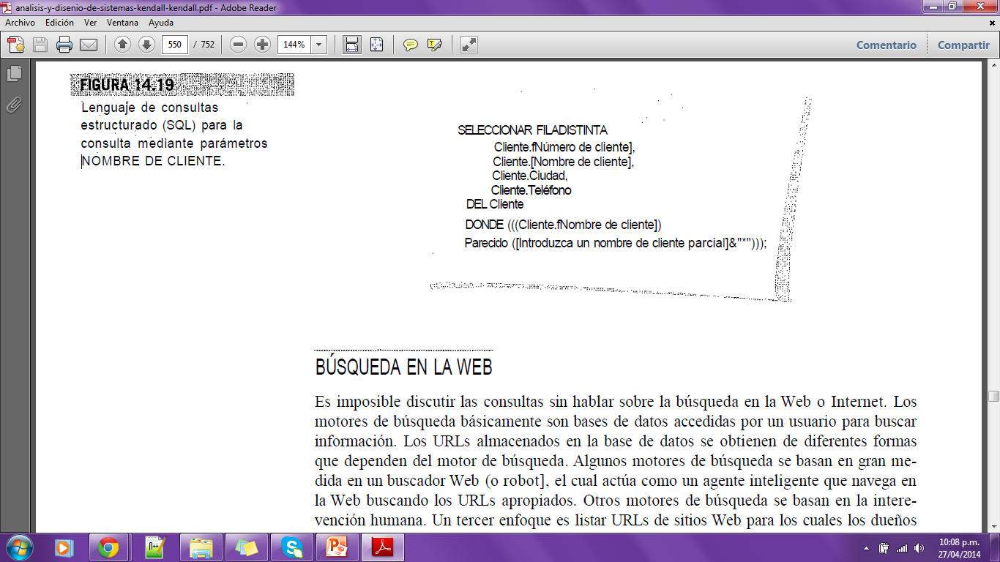 analisis-y-disenio-de-sistemas-kendall-kendall.pdf - Adobe Reader
Archivo Edición Ver Ventana Ayuda
550 / 752 144% Comentario Compartir
FIGURA 14.19
Lenguaje de consultas
estructurado (SQL) para la
consulta mediante parámetros
NOMBRE DE CLIENTE.
SELECCIONAR FILADISTINTA
Cliente.fNúmero de cliente],
Cliente.[Nombre de cliente],
Cliente.Ciudad,
Cliente.Teléfono
DEL Cliente
DONDE (((Cliente.fNombre de cliente])
Parecido ([Introduzca un nombre de cliente parcial]&"*")));
BÚSQUEDA EN LA WEB
Es imposible discutir las consultas sin hablar sobre la búsqueda en la Web o Internet. Los
motores de búsqueda básicamente son bases de datos accedidas por un usuario para buscar
información. Los URLs almacenados en la base de datos se obtienen de diferentes formas
que dependen del motor de búsqueda. Algunos motores de búsqueda se basan en gran me-
dida en un buscador Web (o robot], el cual actúa como un agente inteligente que navega en
la Web buscando los URLs apropiados. Otros motores de búsqueda se basan en la intere-
vención humana. Un tercer enfoque es listar URLs de sitios Web para los cuales los dueños
10:08 p.m.
27/04/2014